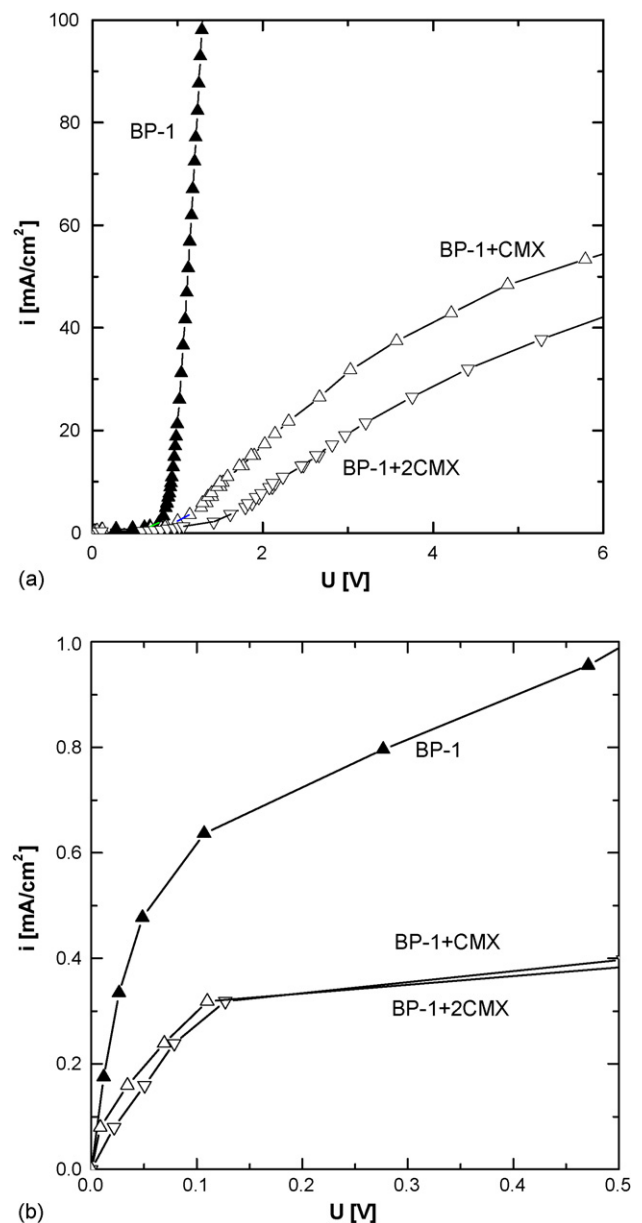 100
80
60
40
20
0
i [mA/cm²]
BP-1
BP-1+CMX
BP-1+2CMX
0 2 4 6
U [V]
(a)
1.0
0.8
0.6
0.4
0.2
0.0
i [mA/cm²]
BP-1
BP-1+CMX
BP-1+2CMX
0.0 0.1 0.2 0.3 0.4 0.5
U [V]
(b)